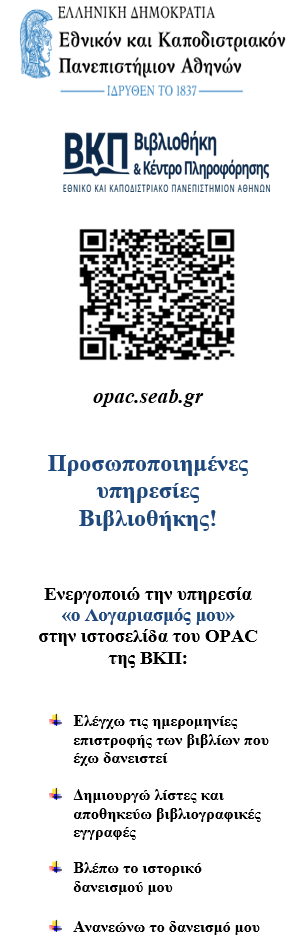 ΕΛΛΗΝΙΚΗ ΔΗΜΟΚΡΑΤΙΑ
Εθνικόν και Καποδιστριακόν
Πανεπιστήμιον Αθηνών
ΙΔΡΥΘΕΝ ΤΟ 1837
ΒΚΠ Βιβλιοθήκη
& Κέντρο Πληροφόρησης
ΕΘΝΙΚΟ ΚΑΙ ΚΑΠΟΔΙΣΤΡΙΑΚΟ ΠΑΝΕΠΙΣΤΗΜΙΟΝ ΑΘΗΝΩΝ
opac.seab.gr
Προσωποποιημένες
υπηρεσίες
Βιβλιοθήκης!
Ενεργοποιώ την υπηρεσία
«ο Λογαριασμός μου»
στην ιστοσελίδα του OPAC
της ΒΚΠ:
Ελέγχω τις ημερομηνίες
επιστροφής των βιβλίων που
έχω δανειστεί
Δημιουργώ λίστες και
αποθηκεύω βιβλιογραφικές
εγγραφές
Βλέπω το ιστορικό
δανεισμού μου
Ανανεώνω το δανεισμό μου